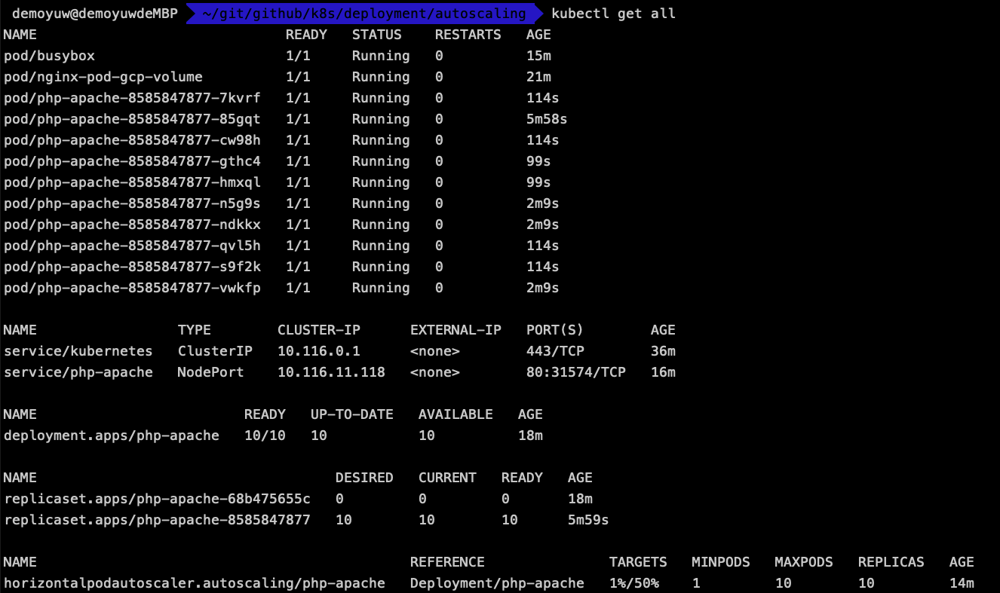 demoyuw@demoyuwdeMBP ~/git/github/k8s/deployment/autoscaling kubectl get all
NAME READY STATUS RESTARTS AGE
pod/busybox 1/1 Running 0 15m
pod/nginx-pod-gcp-volume 1/1 Running 0 21m
pod/php-apache-8585847877-7kvrf 1/1 Running 0 114s
pod/php-apache-8585847877-85gqt 1/1 Running 0 5m58s
pod/php-apache-8585847877-cw98h 1/1 Running 0 114s
pod/php-apache-8585847877-gthc4 1/1 Running 0 99s
pod/php-apache-8585847877-hmxql 1/1 Running 0 99s
pod/php-apache-8585847877-n5g9s 1/1 Running 0 2m9s
pod/php-apache-8585847877-ndkkx 1/1 Running 0 2m9s
pod/php-apache-8585847877-qvl5h 1/1 Running 0 114s
pod/php-apache-8585847877-s9f2k 1/1 Running 0 114s
pod/php-apache-8585847877-vwkfp 1/1 Running 0 2m9s
NAME TYPE CLUSTER-IP EXTERNAL-IP PORT(S) AGE
service/kubernetes ClusterIP 10.116.0.1 <none> 443/TCP 36m
service/php-apache NodePort 10.116.11.118 <none> 80:31574/TCP 16m
NAME READY UP-TO-DATE AVAILABLE AGE
deployment.apps/php-apache 10/10 10 10 18m
NAME DESIRED CURRENT READY AGE
replicaset.apps/php-apache-68b475655c 0 0 0 18m
replicaset.apps/php-apache-8585847877 10 10 10 5m59s
NAME REFERENCE TARGETS MINPODS MAXPODS REPLICAS AGE
horizontalpodautoscaler.autoscaling/php-apache Deployment/php-apache 1%/50% 1 10 10 14m